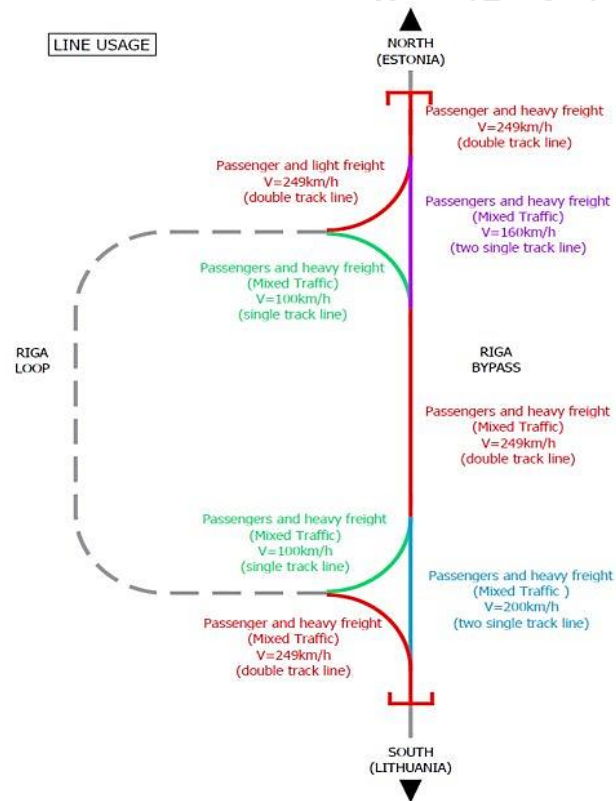 LINE USAGE
NORTH
(ESTONIA)
Passenger and heavy freight
V=249km/h
(double track line)
Passenger and light freight
V=249km/h
(double track line)
Passengers and heavy freight
(Mixed Traffic)
V=160km/h
(two single track line)
Passengers and heavy freight
(Mixed Traffic)
V=100km/h
(single track line)
RIGA
LOOP
RIGA
BYPASS
Passengers and heavy freight
(Mixed Traffic)
V=249km/h
(double track line)
Passengers and heavy freight
(Mixed Traffic)
V=100km/h
(single track line)
Passengers and heavy freight
(Mixed Traffic )
V=200km/h
(two single track line)
Passenger and heavy freight
(Mixed Traffic)
V=249km/h
(double track line)
SOUTH
(LITHUANIA)